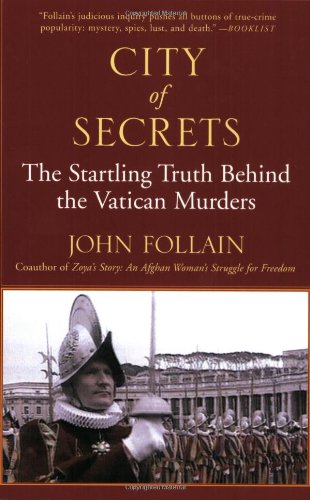 "Follain's judicious inquiry pushes all buttons of true-crime
popularity: mystery, spies, lust, and death." —BOOKLIST
CITY
of
SECRETS
The Startling Truth Behind
the Vatican Murders
JOHN FOLLAIN
Coauthor of Zoya's Story: An Afghan Woman's Struggle for Freedom